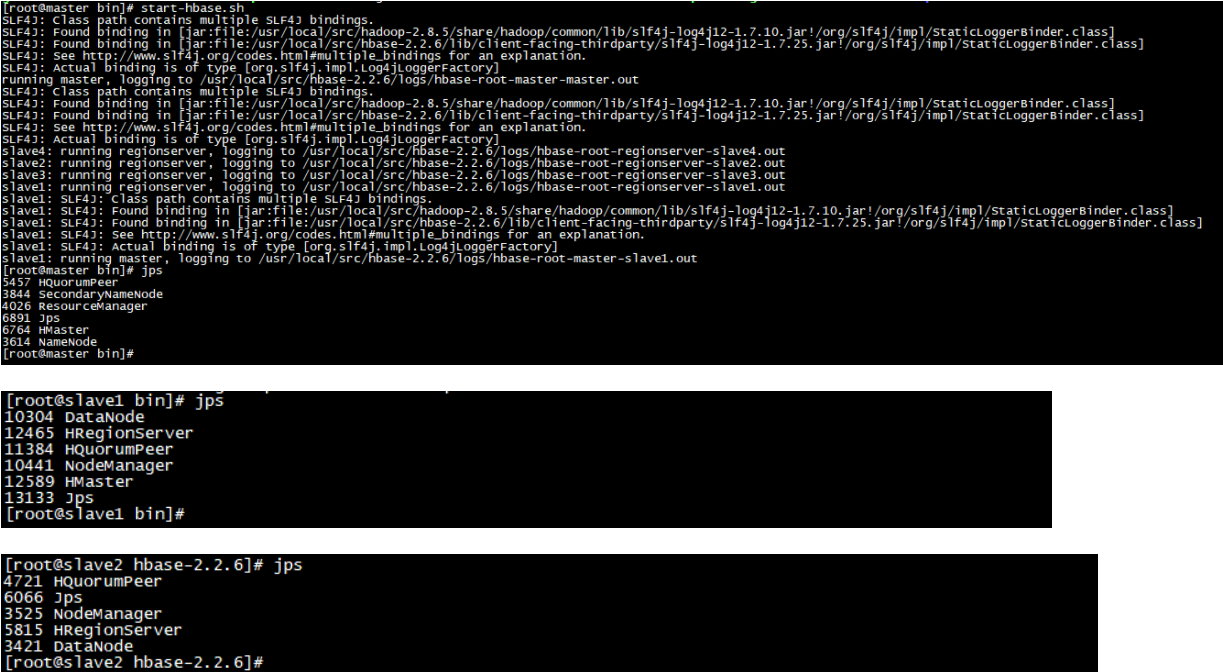 [root@master bin]# start-hbase.sh
SLF4J: Class path contains multiple SLF4J bindings.
SLF4J: Found binding in [jar:file:/usr/local/src/hadoop-2.8.5/share/hadoop/common/lib/slf4j-log4j12-1.7.10.jar!/org/slf4j/impl/StaticLoggerBinder.class]
SLF4J: Found binding in [jar:file:/usr/local/src/hbase-2.2.6/lib/client-facing-thirdparty/slf4j-log4j12-1.7.25.jar!/org/slf4j/impl/StaticLoggerBinder.class]
SLF4J: See http://www.slf4j.org/codes.html#multiple_bindings for an explanation.
SLF4J: Actual binding is of type [org.slf4j.impl.Log4jLoggerFactory]
running master, logging to /usr/local/src/hbase-2.2.6/logs/hbase-root-master-master.out
SLF4J: Class path contains multiple SLF4J bindings.
SLF4J: Found binding in [jar:file:/usr/local/src/hadoop-2.8.5/share/hadoop/common/lib/slf4j-log4j12-1.7.10.jar!/org/slf4j/impl/StaticLoggerBinder.class]
SLF4J: Found binding in [jar:file:/usr/local/src/hbase-2.2.6/lib/client-facing-thirdparty/slf4j-log4j12-1.7.25.jar!/org/slf4j/impl/StaticLoggerBinder.class]
SLF4J: See http://www.slf4j.org/codes.html#multiple_bindings for an explanation.
SLF4J: Actual binding is of type [org.slf4j.impl.Log4jLoggerFactory]
slave4: running regionserver, logging to /usr/local/src/hbase-2.2.6/logs/hbase-root-regionserver-slave4.out
slave2: running regionserver, logging to /usr/local/src/hbase-2.2.6/logs/hbase-root-regionserver-slave2.out
slave3: running regionserver, logging to /usr/local/src/hbase-2.2.6/logs/hbase-root-regionserver-slave3.out
slave1: running regionserver, logging to /usr/local/src/hbase-2.2.6/logs/hbase-root-regionserver-slave1.out
slave1: SLF4J: Class path contains multiple SLF4J bindings.
slave1: SLF4J: Found binding in [jar:file:/usr/local/src/hadoop-2.8.5/share/hadoop/common/lib/slf4j-log4j12-1.7.10.jar!/org/slf4j/impl/StaticLoggerBinder.class]
slave1: SLF4J: Found binding in [jar:file:/usr/local/src/hbase-2.2.6/lib/client-facing-thirdparty/slf4j-log4j12-1.7.25.jar!/org/slf4j/impl/StaticLoggerBinder.class]
slave1: SLF4J: See http://www.slf4j.org/codes.html#multiple_bindings for an explanation.
slave1: SLF4J: Actual binding is of type [org.slf4j.impl.Log4jLoggerFactory]
slave1: running master, logging to /usr/local/src/hbase-2.2.6/logs/hbase-root-master-slave1.out
[root@master bin]# jps
5457 HQuorumPeer
3844 SecondaryNameNode
4026 ResourceManager
6891 Jps
6764 HMaster
3614 NameNode
[root@master bin]#
[root@slave1 bin]# jps
10304 DataNode
12465 HRegionServer
11384 HQuorumPeer
10441 NodeManager
12589 HMaster
13133 Jps
[root@slave1 bin]#
[root@slave2 hbase-2.2.6]# jps
4721 HQuorumPeer
6066 Jps
3525 NodeManager
5815 HRegionServer
3421 DataNode
[root@slave2 hbase-2.2.6]#